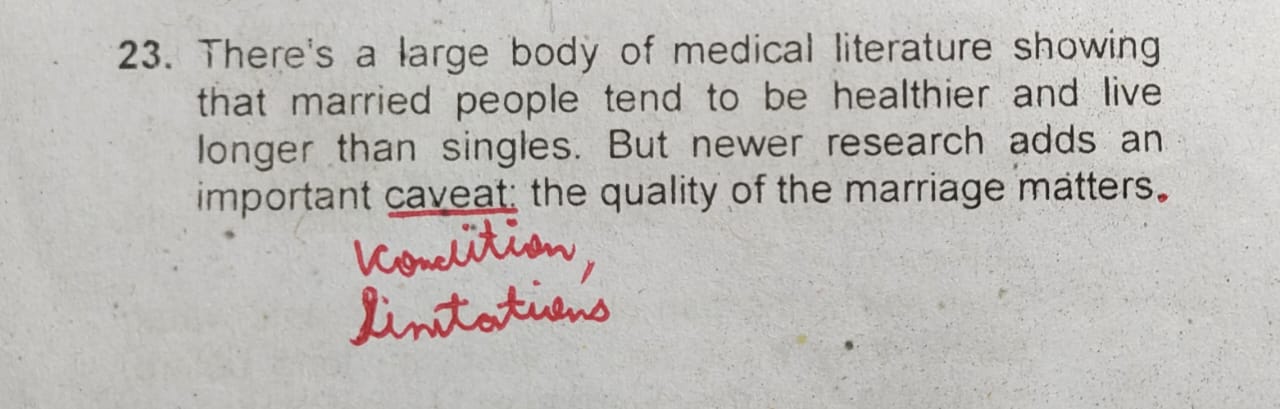 23. There's a large body of medical literature showing
that married people tend to be healthier and live
longer than singles. But newer research adds an
important caveat: the quality of the marriage matters.
Kondition,
limitations